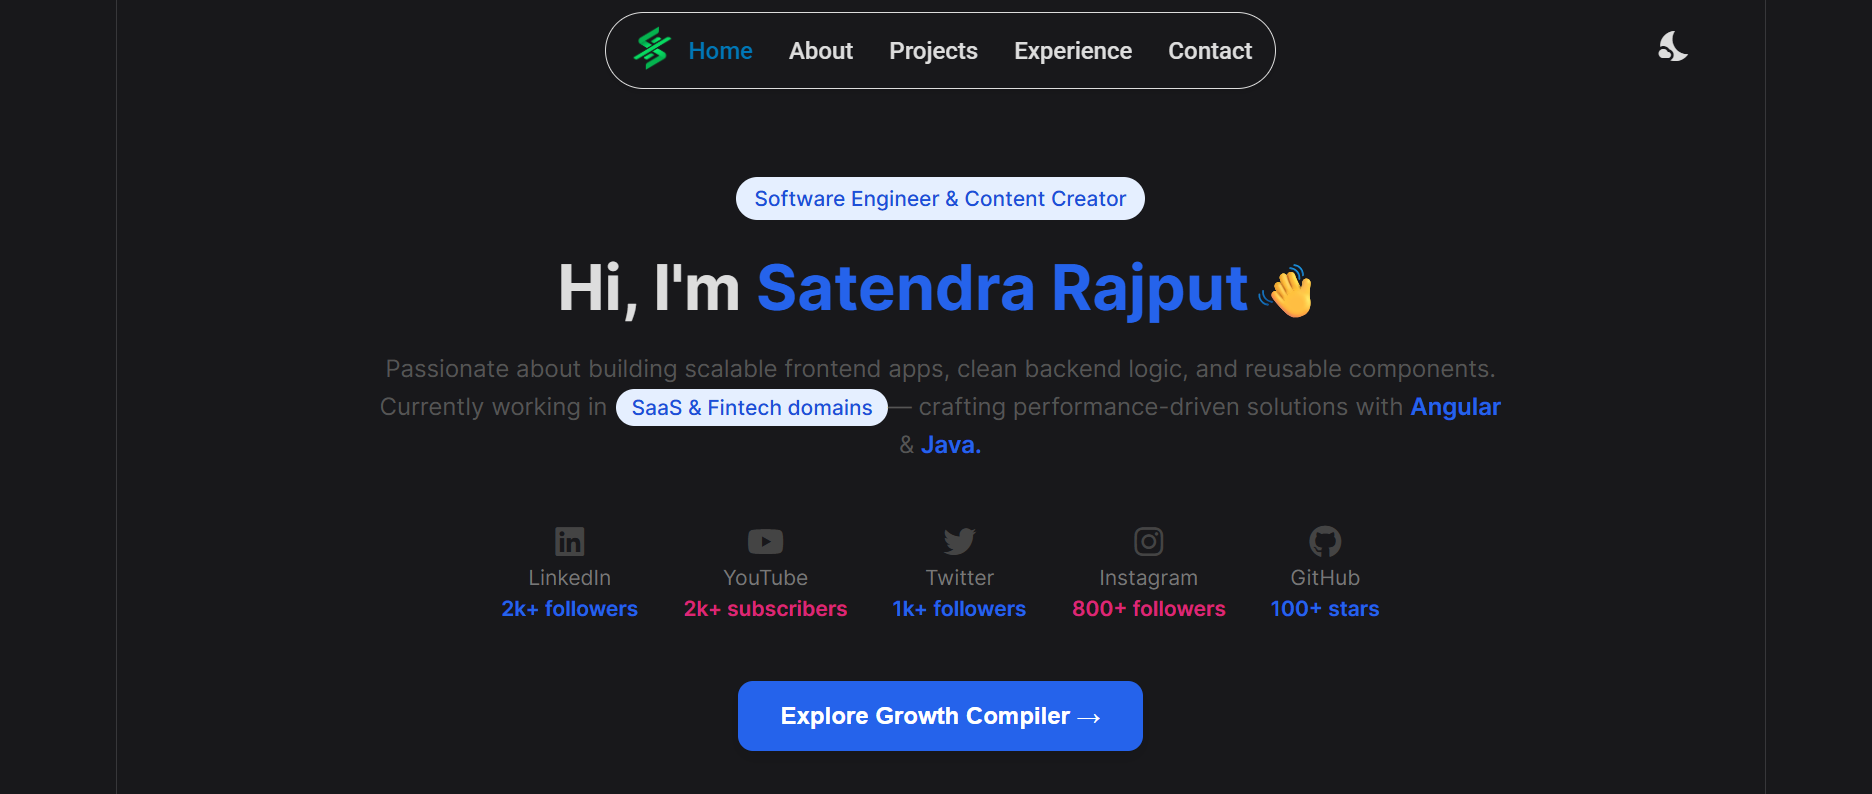 Home About Projects Experience Contact
Software Engineer & Content Creator
Hi, I'm Satendra Rajput 👋
Passionate about building scalable frontend apps, clean backend logic, and reusable components.
Currently working in SaaS & Fintech domains — crafting performance-driven solutions with Angular
& Java.
LinkedIn YouTube Twitter Instagram GitHub
2k+ followers 2k+ subscribers 1k+ followers 800+ followers 100+ stars
Explore Growth Compiler →